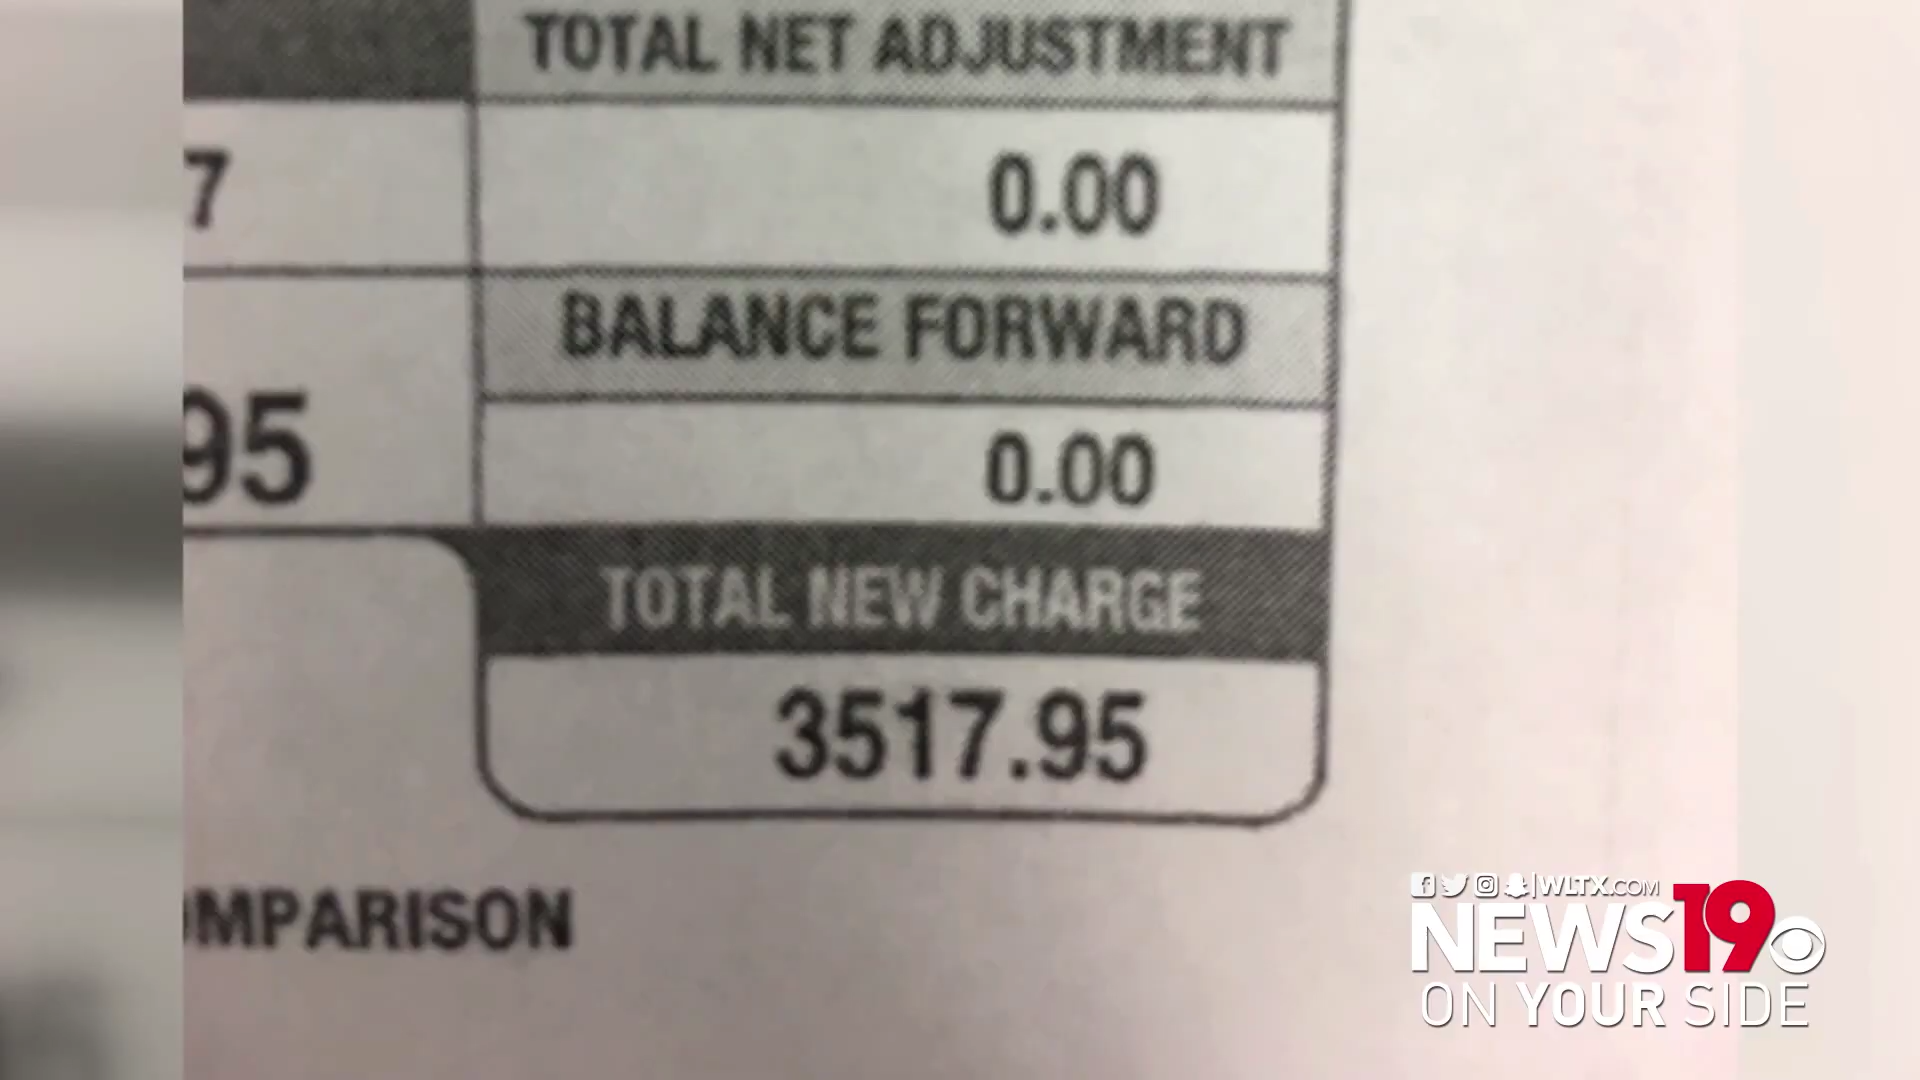 TOTAL NET ADJUSTMENT
7
0.00
BALANCE FORWARD
95
0.00
TOTAL NEW CHARGE
3517.95
OMPARISON
WLTX.COM
NEWS19
ON YOUR SIDE